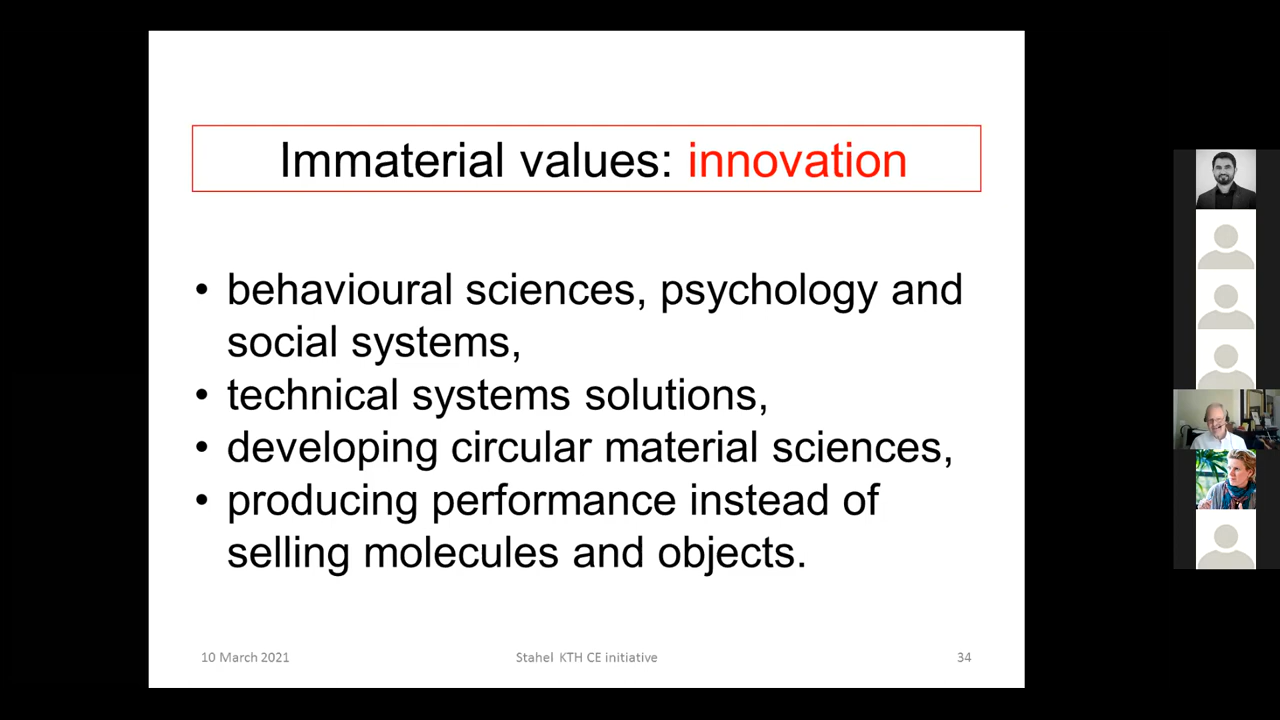 Immaterial values: innovation
• behavioural sciences, psychology and
social systems,
• technical systems solutions,
• developing circular material sciences,
• producing performance instead of
selling molecules and objects.
10 March 2021
Stahel KTH CE initiative
34